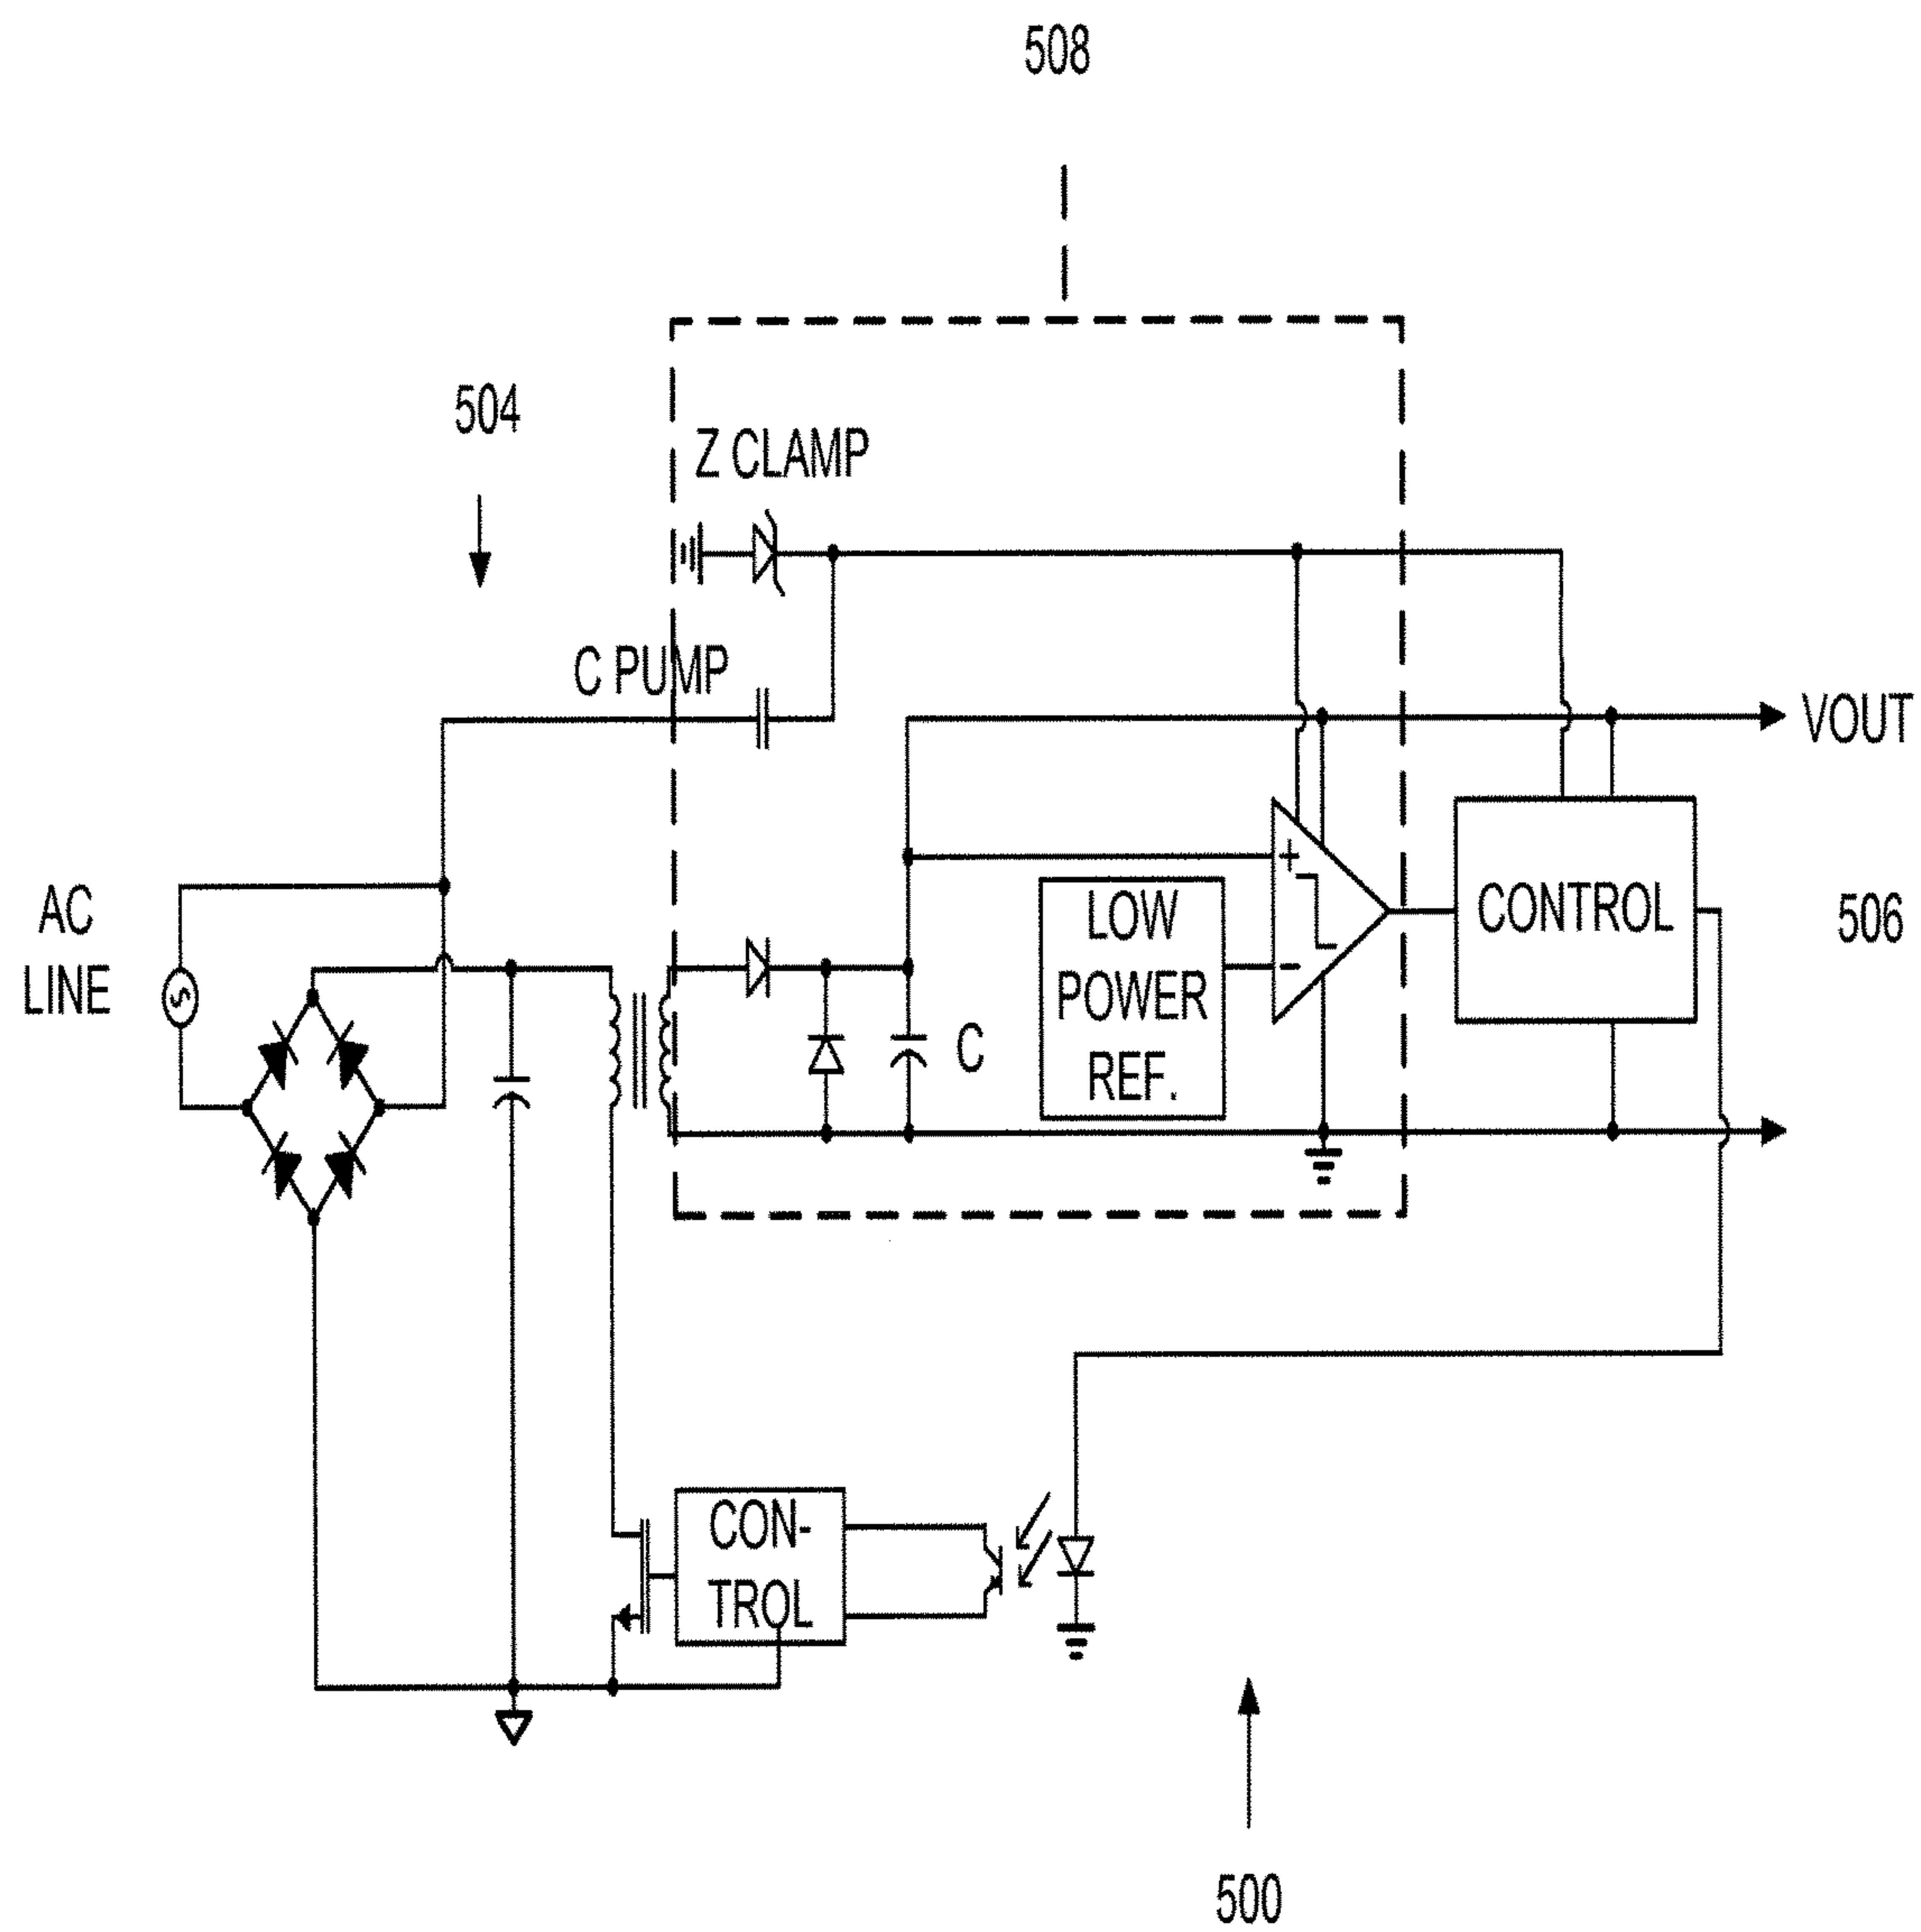 508
504
Z CLAMP
C PUMP
VOUT
AC
LINE
+
LOW
POWER
REF.
-
CONTROL
506
C
CON-
TROL
500